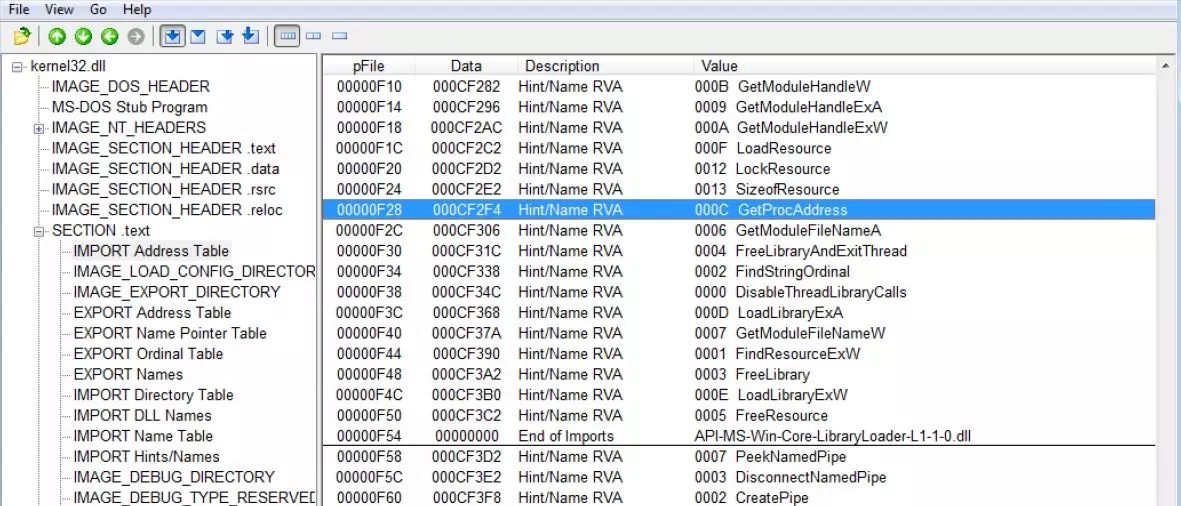 File View Go Help
kernel32.dll
IMAGE_DOS_HEADER
MS-DOS Stub Program
IMAGE_NT_HEADERS
IMAGE_SECTION_HEADER .text
IMAGE_SECTION_HEADER .data
IMAGE_SECTION_HEADER .rsrc
IMAGE_SECTION_HEADER .reloc
SECTION .text
IMPORT Address Table
IMAGE_LOAD_CONFIG_DIRECTOR
IMAGE_EXPORT_DIRECTORY
EXPORT Address Table
EXPORT Name Pointer Table
EXPORT Ordinal Table
EXPORT Names
IMPORT Directory Table
IMPORT DLL Names
IMPORT Name Table
IMPORT Hints/Names
IMAGE_DEBUG_DIRECTORY
IMAGE_DEBUG_TYPE_RESERVED
pFile Data Description Value
00000F10 000CF282 Hint/Name RVA 000B GetModuleHandleW
00000F14 000CF296 Hint/Name RVA 0009 GetModuleHandleExA
00000F18 000CF2AC Hint/Name RVA 000A GetModuleHandleExW
00000F1C 000CF2C2 Hint/Name RVA 000F LoadResource
00000F20 000CF2D2 Hint/Name RVA 0012 LockResource
00000F24 000CF2E2 Hint/Name RVA 0013 SizeofResource
00000F28 000CF2F4 Hint/Name RVA 000C GetProcAddress
00000F2C 000CF306 Hint/Name RVA 0006 GetModuleFileNameA
00000F30 000CF31C Hint/Name RVA 0004 FreeLibraryAndExitThread
00000F34 000CF338 Hint/Name RVA 0002 FindStringOrdinal
00000F38 000CF34C Hint/Name RVA 0000 DisableThreadLibraryCalls
00000F3C 000CF368 Hint/Name RVA 000D LoadLibraryExA
00000F40 000CF37A Hint/Name RVA 0007 GetModuleFileNameW
00000F44 000CF390 Hint/Name RVA 0001 FindResourceExW
00000F48 000CF3A2 Hint/Name RVA 0003 FreeLibrary
00000F4C 000CF3B0 Hint/Name RVA 000E LoadLibraryExW
00000F50 000CF3C2 Hint/Name RVA 0005 FreeResource
00000F54 00000000 End of Imports API-MS-Win-Core-LibraryLoader-L1-1-0.dll
00000F58 000CF3D2 Hint/Name RVA 0007 PeekNamedPipe
00000F5C 000CF3E2 Hint/Name RVA 0003 DisconnectNamedPipe
00000F60 000CF3F8 Hint/Name RVA 0002 CreatePipe